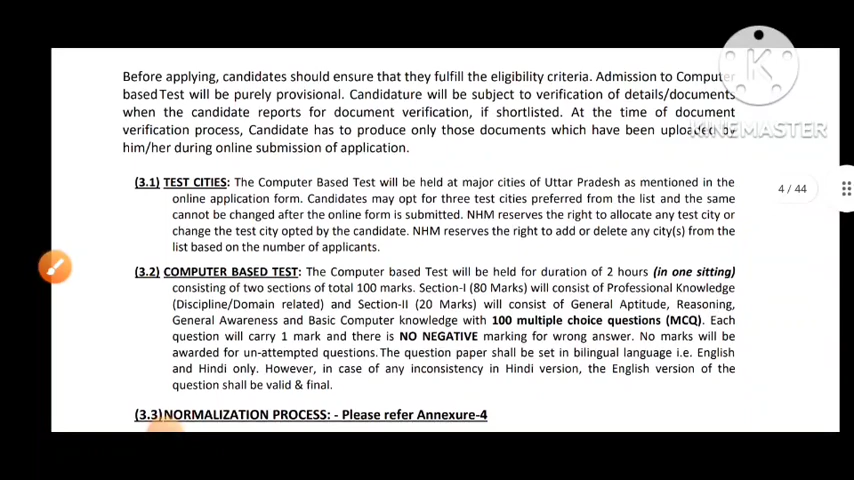 Before applying, candidates should ensure that they fulfill the eligibility criteria. Admission to Computer
based Test will be purely provisional. Candidature will be subject to verification of details/documents
when the candidate reports for document verification, if shortlisted. At the time of document
verification process, Candidate has to produce only those documents which have been uploaded by
him/her during online submission of application.
K
KINEMASTER
(3.1) TEST CITIES: The Computer Based Test will be held at major cities of Uttar Pradesh as mentioned in the
online application form. Candidates may opt for three test cities preferred from the list and the same
cannot be changed after the online form is submitted. NHM reserves the right to allocate any test city or
change the test city opted by the candidate. NHM reserves the right to add or delete any city(s) from the
list based on the number of applicants.
4 / 44
(3.2) COMPUTER BASED TEST: The Computer based Test will be held for duration of 2 hours (in one sitting)
consisting of two sections of total 100 marks. Section-I (80 Marks) will consist of Professional Knowledge
(Discipline/Domain related) and Section-II (20 Marks) will consist of General Aptitude, Reasoning,
General Awareness and Basic Computer knowledge with 100 multiple choice questions (MCQ). Each
question will carry 1 mark and there is NO NEGATIVE marking for wrong answer. No marks will be
awarded for un-attempted questions. The question paper shall be set in bilingual language i.e. English
and Hindi only. However, in case of any inconsistency in Hindi version, the English version of the
question shall be valid & final.
(3.3)NORMALIZATION PROCESS: - Please refer Annexure-4